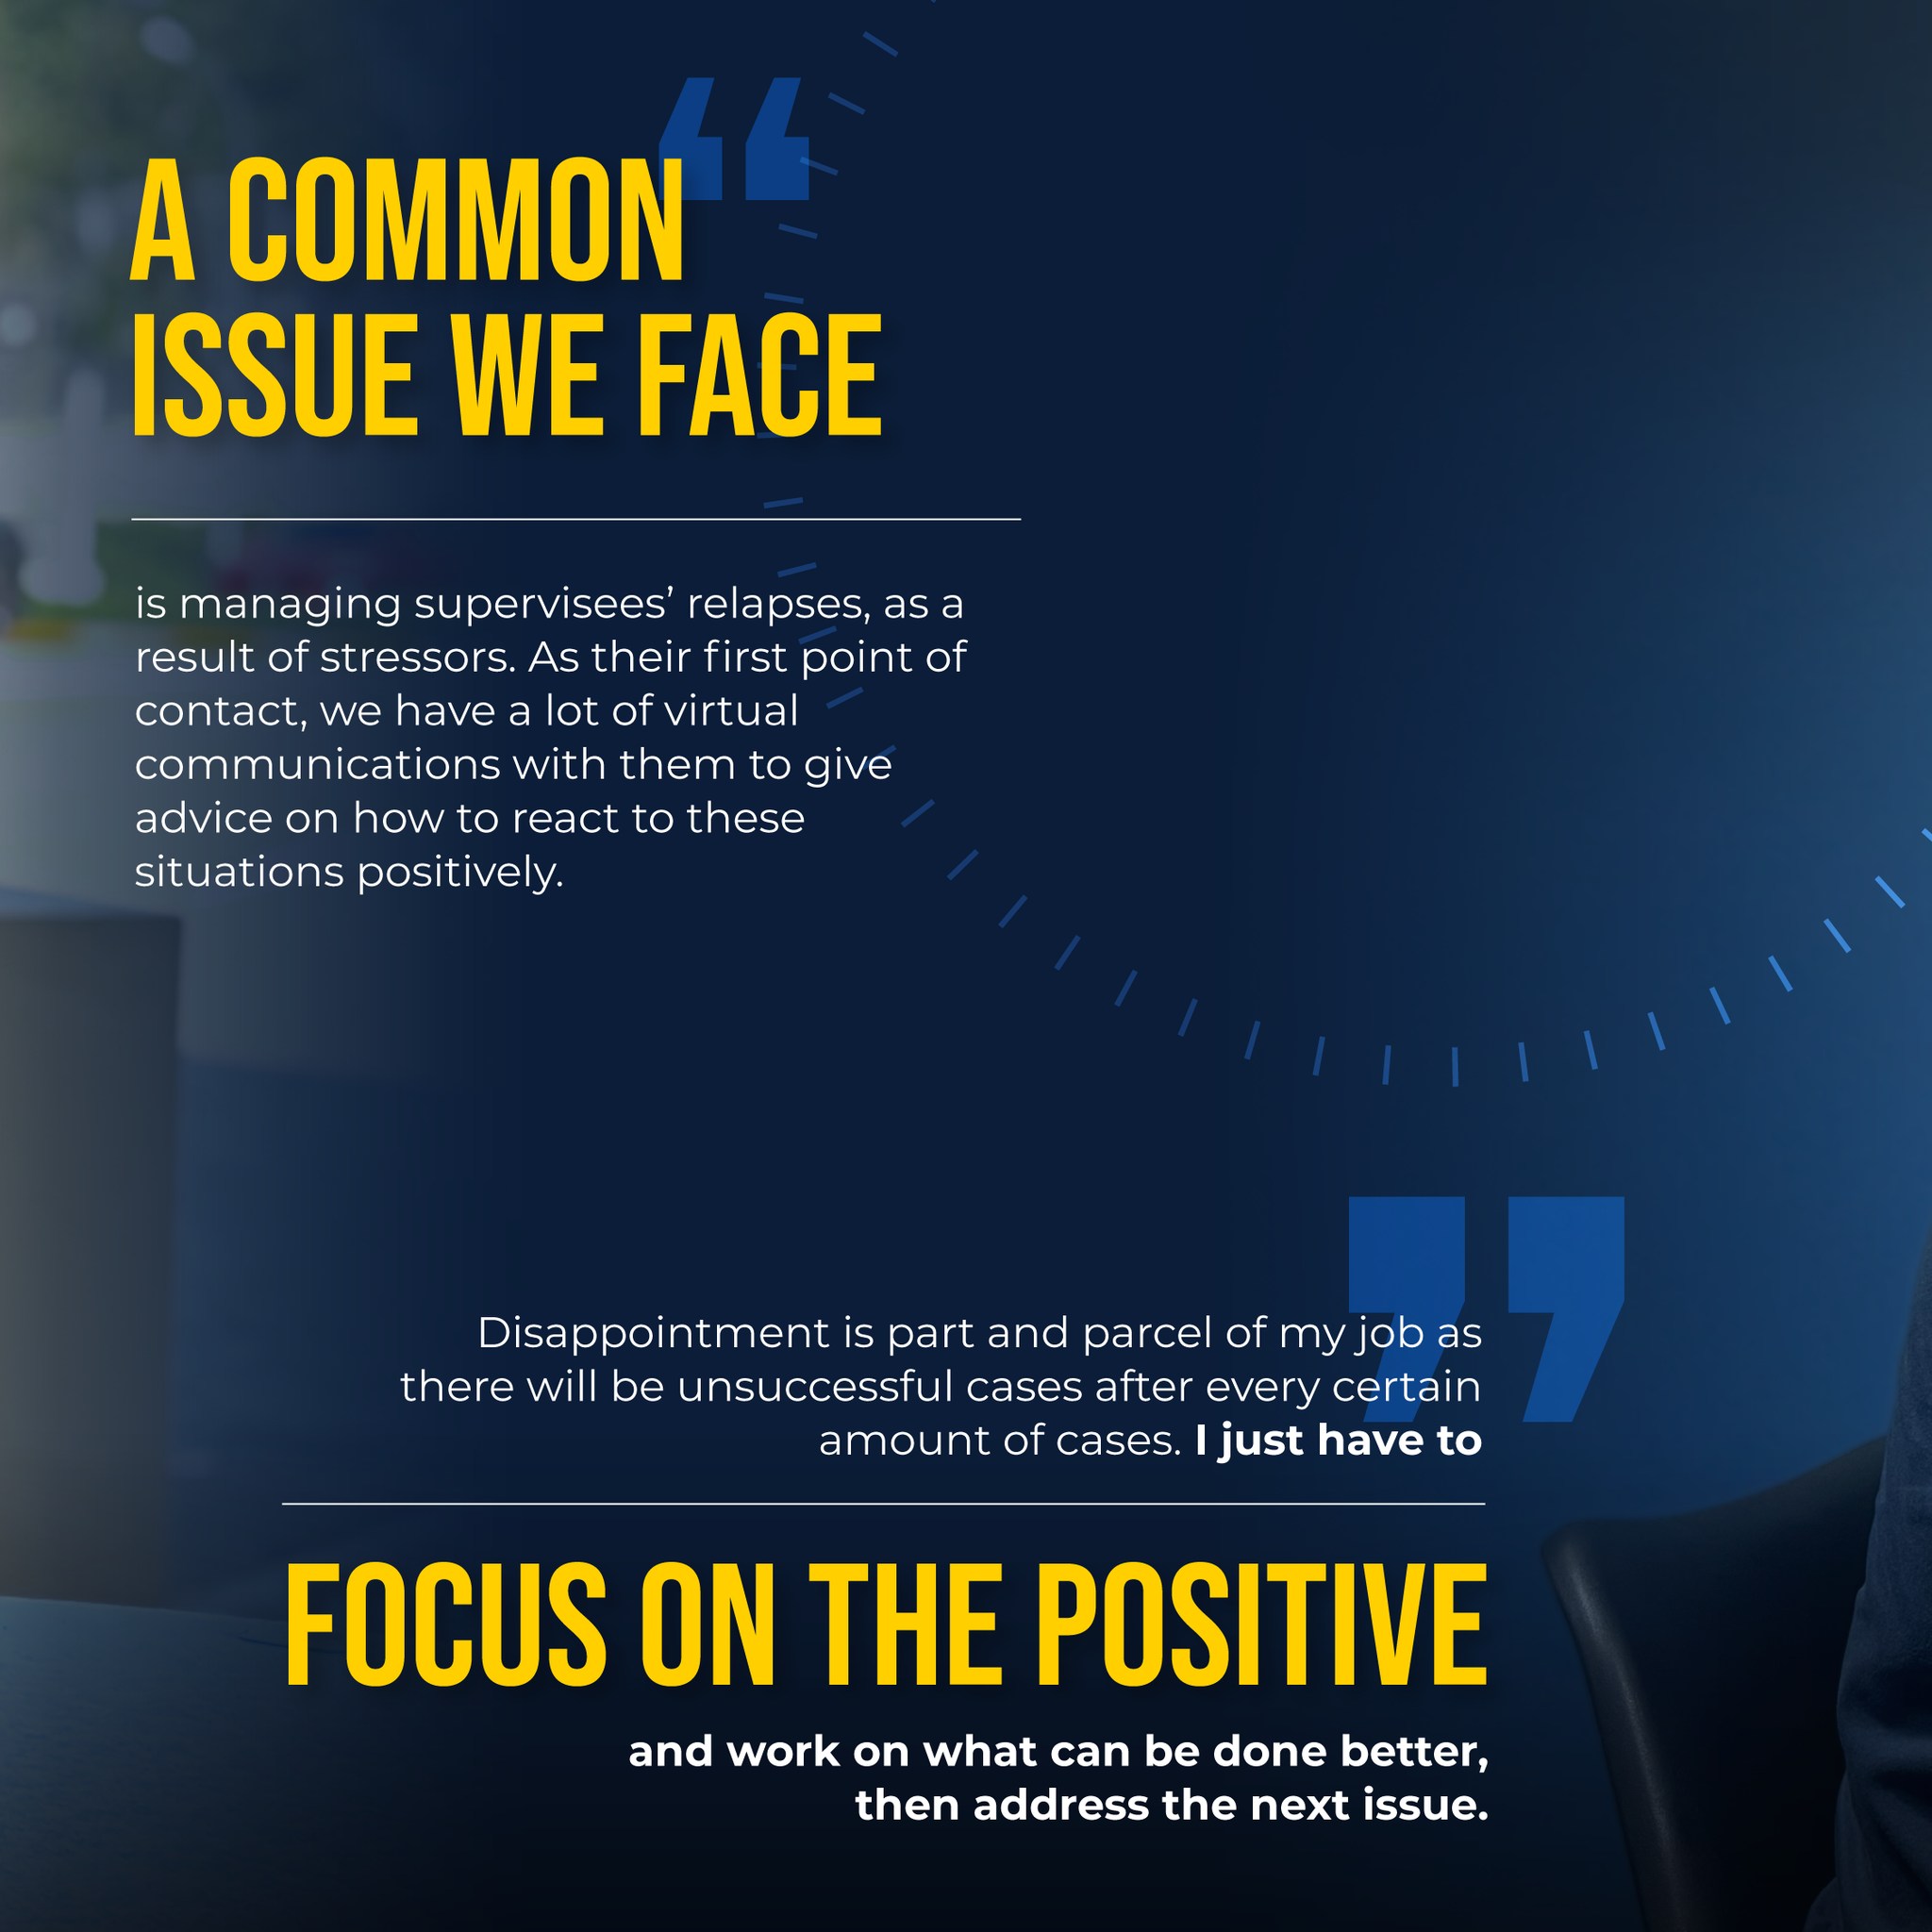 A COMMON
ISSUE WE FACE
is managing supervisees’ relapses, as a
result of stressors. As their first point of
contact, we have a lot of virtual
communications with them to give
advice on how to react to these
situations positively.
Disappointment is part and parcel of my job as
there will be unsuccessful cases after every certain
amount of cases. I just have to
FOCUS ON THE POSITIVE
and work on what can be done better,
then address the next issue.